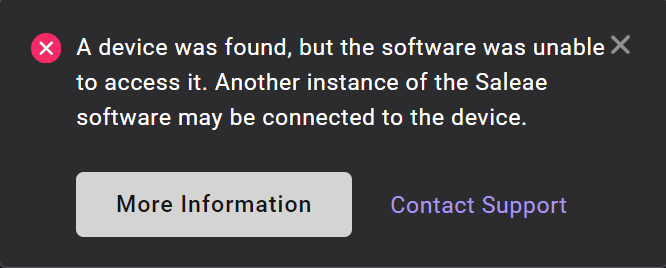 A device was found, but the software was unable
to access it. Another instance of the Saleae
software may be connected to the device.
More Information
Contact Support